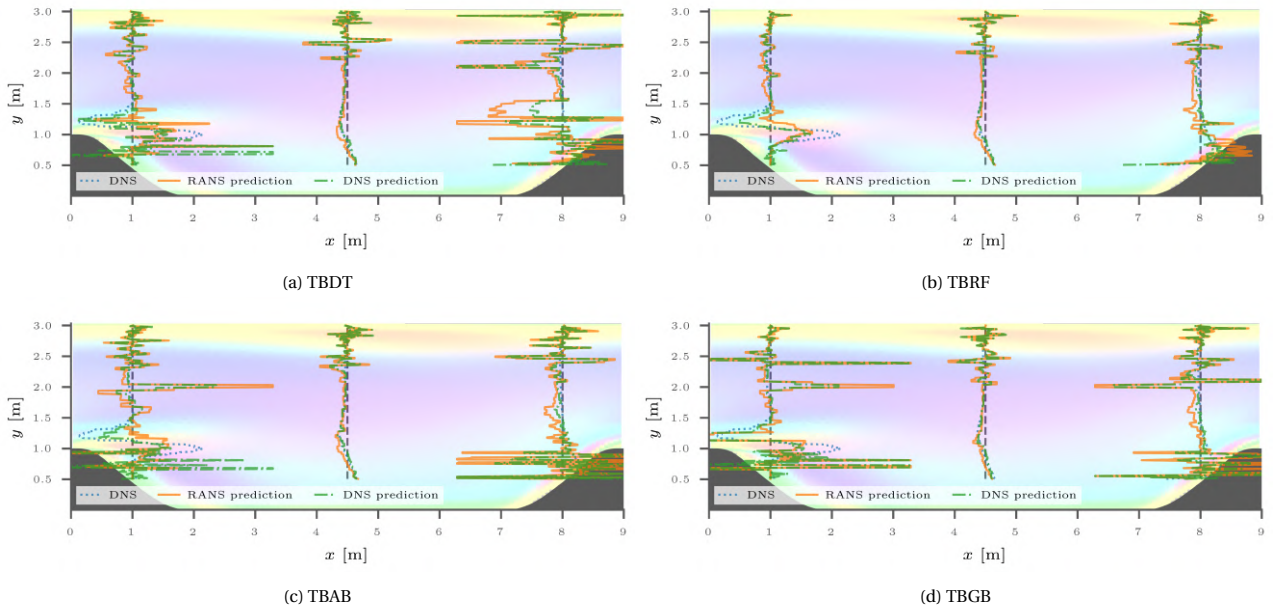 3.0 3.0
2.5 2.5
2.0 2.0
y [m] 1.5 y [m] 1.5
1.0 1.0
0.5 0.5
DNS RANS prediction DNS prediction DNS RANS prediction DNS prediction
0 1 2 3 4 5 6 7 8 9 0 1 2 3 4 5 6 7 8 9
x [m] x [m]
(a) TBDT (b) TBRF
3.0 3.0
2.5 2.5
2.0 2.0
y [m] 1.5 y [m] 1.5
1.0 1.0
0.5 0.5
DNS RANS prediction DNS prediction DNS RANS prediction DNS prediction
0 1 2 3 4 5 6 7 8 9 0 1 2 3 4 5 6 7 8 9
x [m] x [m]
(c) TBAB (d) TBGB